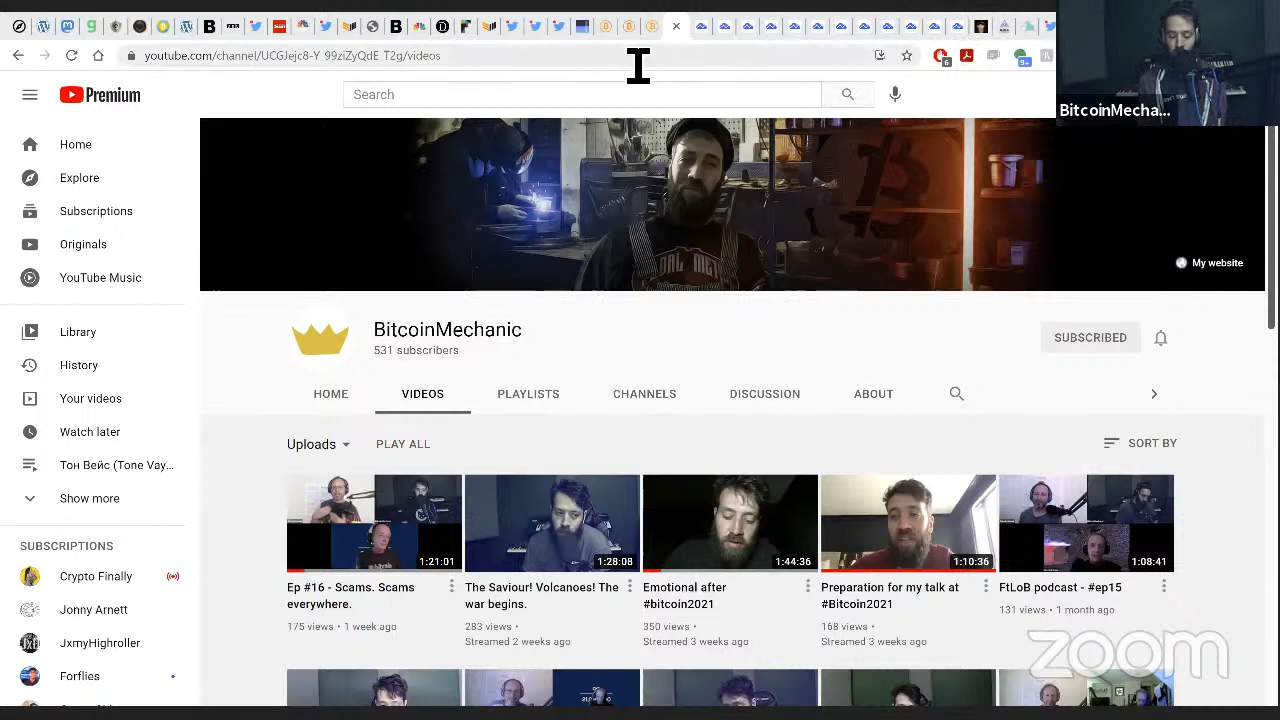 youtube.com/channel/
/videos
6
9+
BitcoinMecha...
Premium
Search
Home
Explore
Subscriptions
Originals
YouTube Music
My website
Library
History
Your videos
Watch later
Тон Вейс (Tone Vay...
Show more
BitcoinMechanic
531 subscribers
SUBSCRIBED
HOME
VIDEOS
PLAYLISTS
CHANNELS
DISCUSSION
ABOUT
Uploads
PLAY ALL
SORT BY
1:21:01
1:28:08
1:44:36
1:10:36
1:08:41
Ep #16 - Scams. Scams
everywhere.
175 views • 1 week ago
The Saviour! Volcanoes! The
war begins.
283 views •
Streamed 2 weeks ago
Emotional after
#bitcoin2021
350 views •
Streamed 3 weeks ago
Preparation for my talk at
#Bitcoin2021
168 views •
Streamed 3 weeks ago
FtLoB podcast - #ep15
131 views • 1 month ago
SUBSCRIPTIONS
Crypto Finally
Jonny Arnett
JxmyHighroller
Forflies
zoom